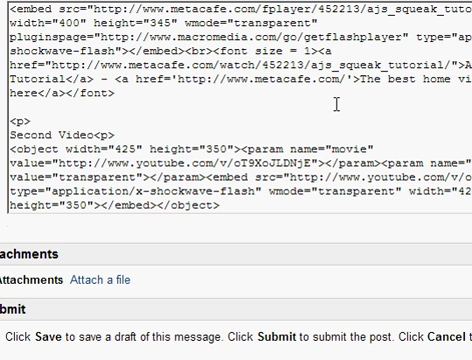 <embed src="http://www.metacafe.com/fplayer/452213/ajs_squeak_tuto
width="400" height="345" wmode="transparent"
pluginspage="http://www.macromedia.com/go/getflashplayer" type="ap
shockwave-flash"></embed><br><font size = 1><a
href="http://www.metacafe.com/watch/452213/ajs_squeak_tutorial/">A
Tutorial</a> - <a href='http://www.metacafe.com/'>The best home vi
here</a></font>
<p>
Second Video<p>
<object width="425" height="350"><param name="movie"
value="http://www.youtube.com/v/oT9XoJLDNjE"></param><param name="
value="transparent"></param><embed src="http://www.youtube.com/v/o
type="application/x-shockwave-flash" wmode="transparent" width="42
height="350"></embed></object>
achments
Attachments Attach a file
bmit
Click Save to save a draft of this message. Click Submit to submit the post. Click Cancel t